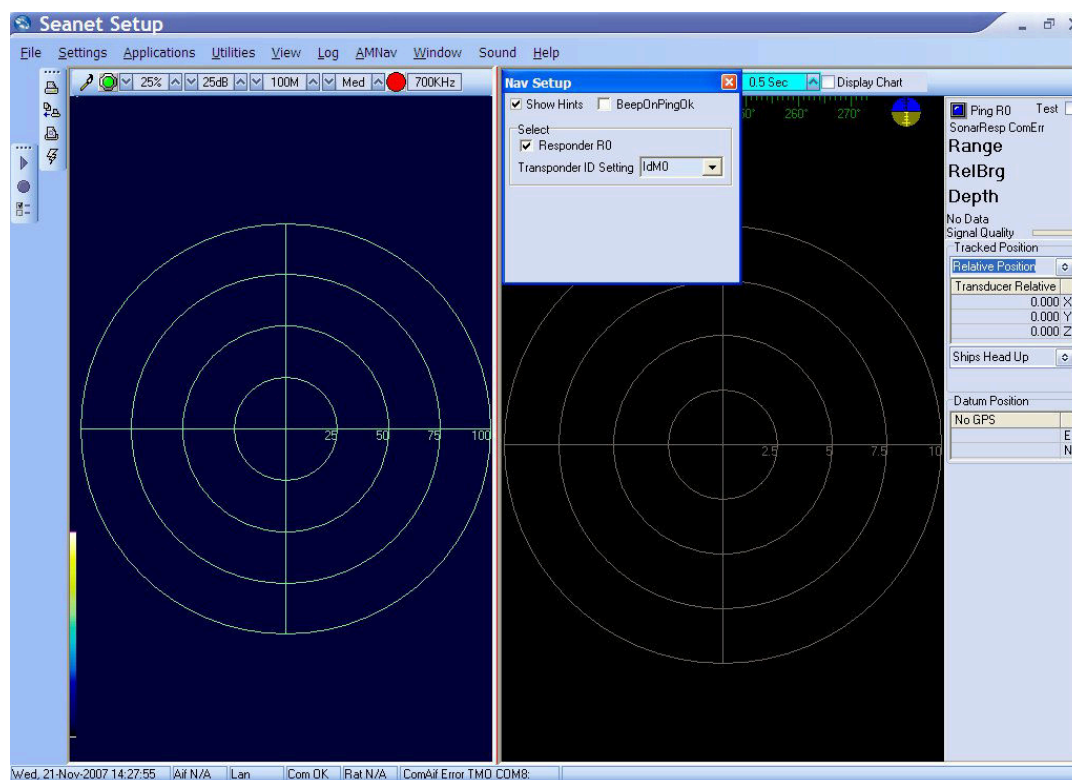 Seanet Setup
File Settings Applications Utilities View Log AMNav Window Sound Help
25% 25dB 100M Med 700KHz
Nav Setup
Show Hints BeepOnPingOk
Select
Responder R0
Transponder ID Setting IdM0
0.5 Sec Display Chart
260° 270°
25 50 75 100
2.5 5 7.5 10
Ping R0 Test
SonarResp ComErr
Range
RelBrg
Depth
No Data
Signal Quality
Tracked Position
Relative Position
Transducer Relative
0.000 X
0.000 Y
0.000 Z
Ships Head Up
Datum Position
No GPS
E
N
Wed, 21-Nov-2007 14:27:55 Aif N/A Lan Com OK Rat N/A ComAif Error TMO COM8: